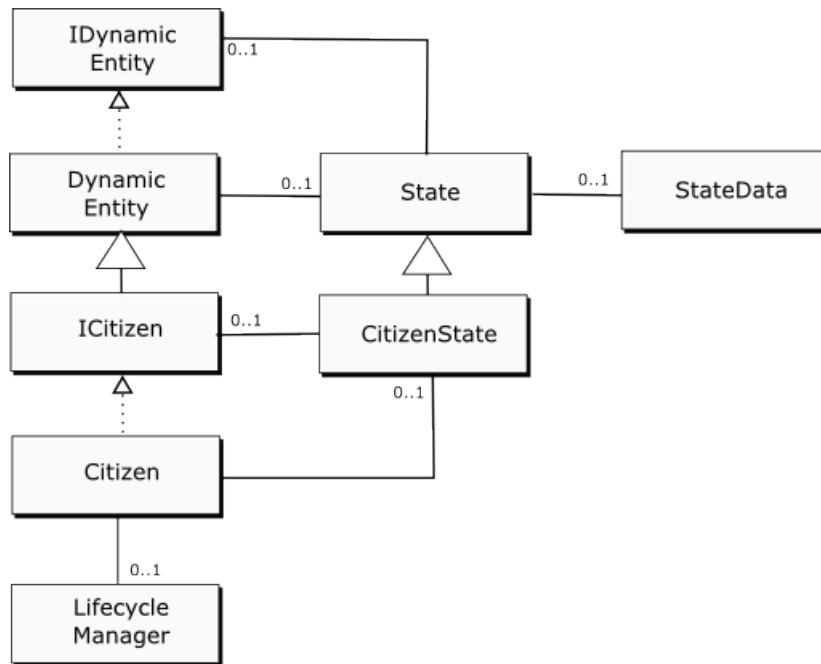 IDynamic
Entity
0..1
Dynamic
Entity
0..1
State
0..1
StateData
ICitizen
0..1
CitizenState
0..1
Citizen
0..1
Lifecycle
Manager